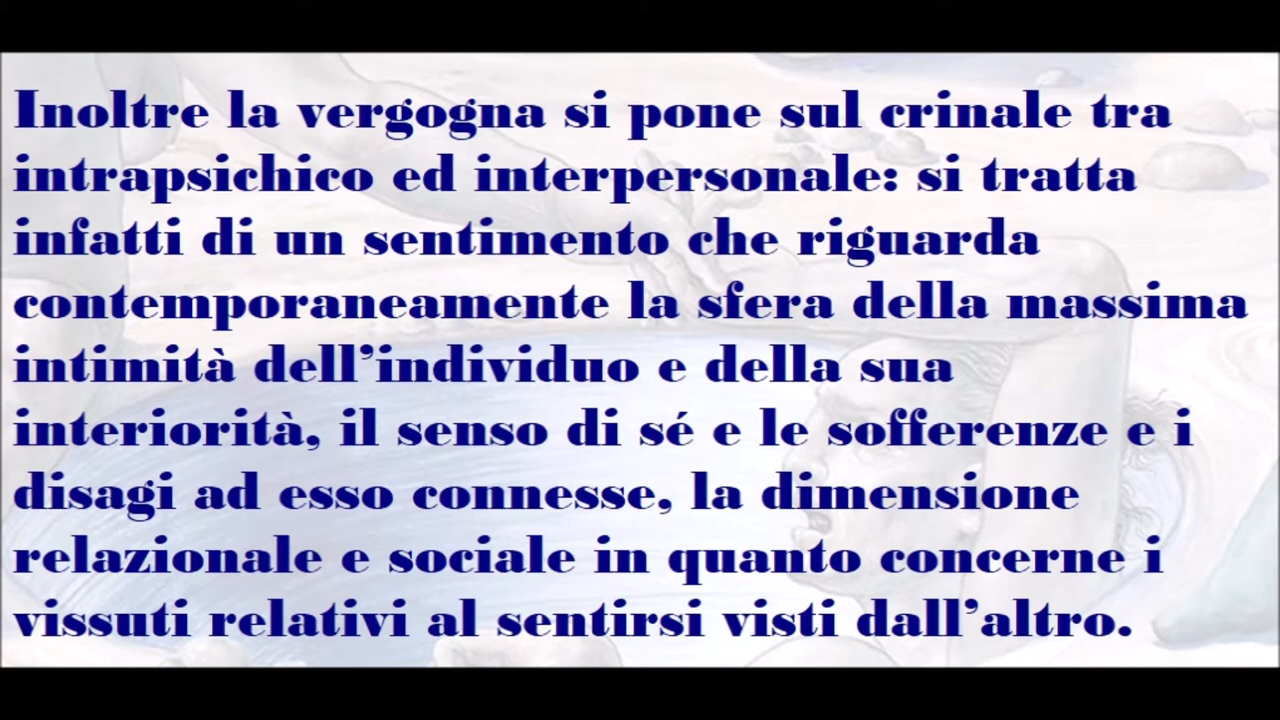 Inoltre la vergogna si pone sul crinale tra
intrapsichico ed interpersonale: si tratta
infatti di un sentimento che riguarda
contemporaneamente la sfera della massima
intimità dell’individuo e della sua
interiorità, il senso di sé e le sofferenze e i
disagi ad esso connesse, la dimensione
relazionale e sociale in quanto concerne i
vissuti relativi al sentirsi visti dall’altro.